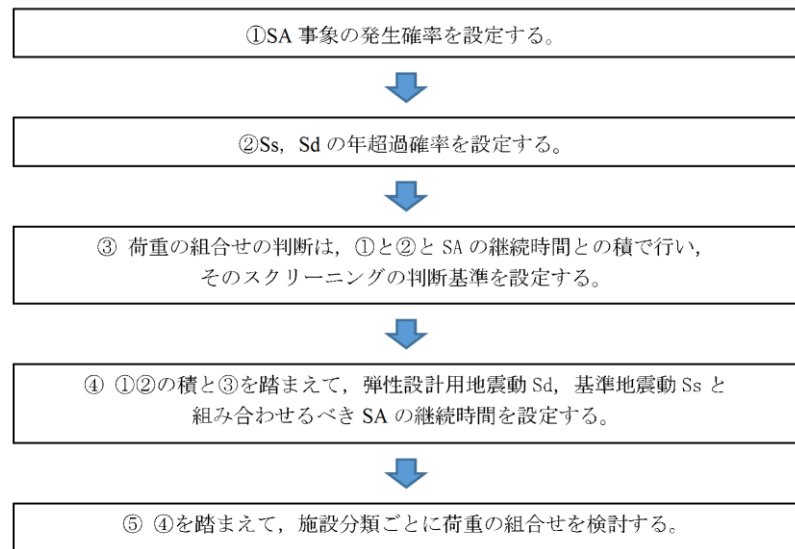 ①SA 事象の発生確率を設定する。
②Ss，Sd の年超過確率を設定する。
③ 荷重の組合せの判断は，①と②と SA の継続時間との積で行い，
そのスクリーニングの判断基準を設定する。
④ ①②の積と③を踏まえて，弾性設計用地震動 Sd，基準地震動 Ss と
組み合わせるべき SA の継続時間を設定する。
⑤ ④を踏まえて，施設分類ごとに荷重の組合せを検討する。